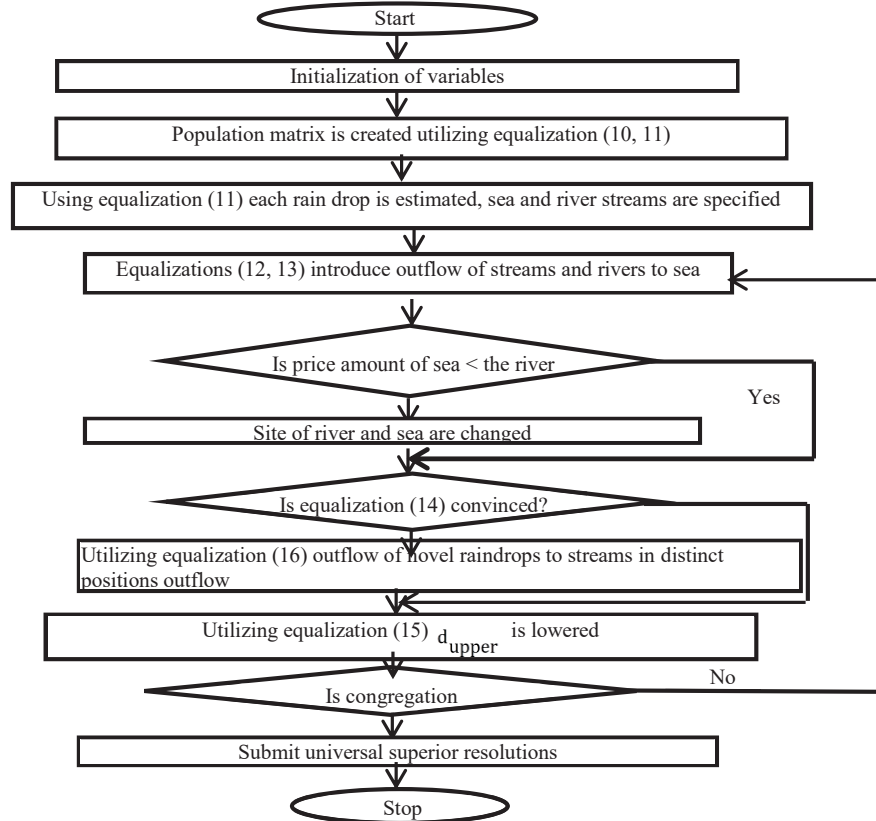 Start
Initialization of variables
Population matrix is created utilizing equalization (10, 11)
Using equalization (11) each rain drop is estimated, sea and river streams are specified
Equalizations (12, 13) introduce outflow of streams and rivers to sea
Is price amount of sea < the river
Yes
Site of river and sea are changed
Is equalization (14) convinced?
Utilizing equalization (16) outflow of novel raindrops to streams in distinct
positions outflow
Utilizing equalization (15) d_upper is lowered
No
Is congregation
Submit universal superior resolutions
Stop